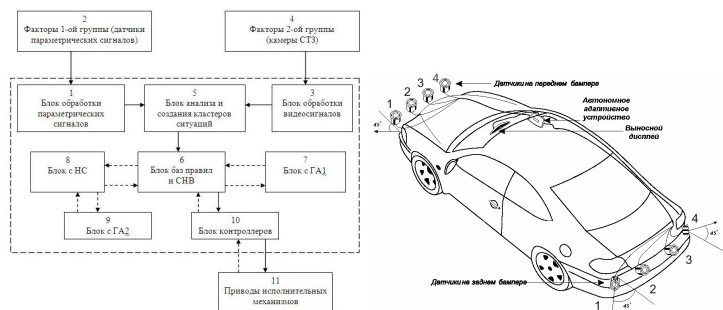 2
Факторы 1-ой группы (датчики
параметрических сигналов)
4
Факторы 2-ой группы
(камеры СТЗ)
1
Блок обработки
параметрических
сигналов
5
Блок анализа и
создания кластеров
ситуаций
3
Блок обработки
видеосигналов
8
Блок с НС
6
Блок баз правил
и СНВ
7
Блок с ГА1
9
Блок с ГА2
10
Блок контроллеров
11
Приводы исполнительных
механизмов
1
2
3
4
Датчики на переднем бампере
45°
Автономное
адаптивное
устройство
Выносной
дисплей
4
45°
3
Датчики на заднем бампере
2
1
45°